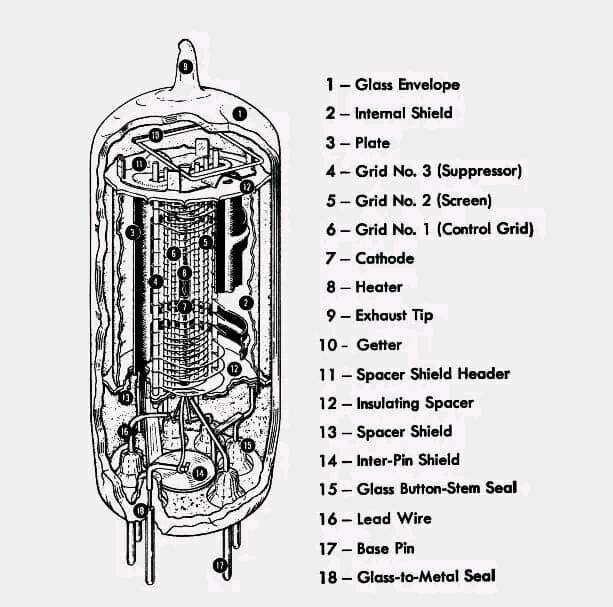 9
1
10
11
12
3
5
6
4
8
7
2
12
13
16
15
14
18
17
1 – Glass Envelope
2 – Internal Shield
3 – Plate
4 – Grid No. 3 (Suppressor)
5 – Grid No. 2 (Screen)
6 – Grid No. 1 (Control Grid)
7 – Cathode
8 – Heater
9 – Exhaust Tip
10 - Getter
11 – Spacer Shield Header
12 – Insulating Spacer
13 – Spacer Shield
14 – Inter-Pin Shield
15 – Glass Button-Stem Seal
16 – Lead Wire
17 – Base Pin
18 – Glass-to-Metal Seal